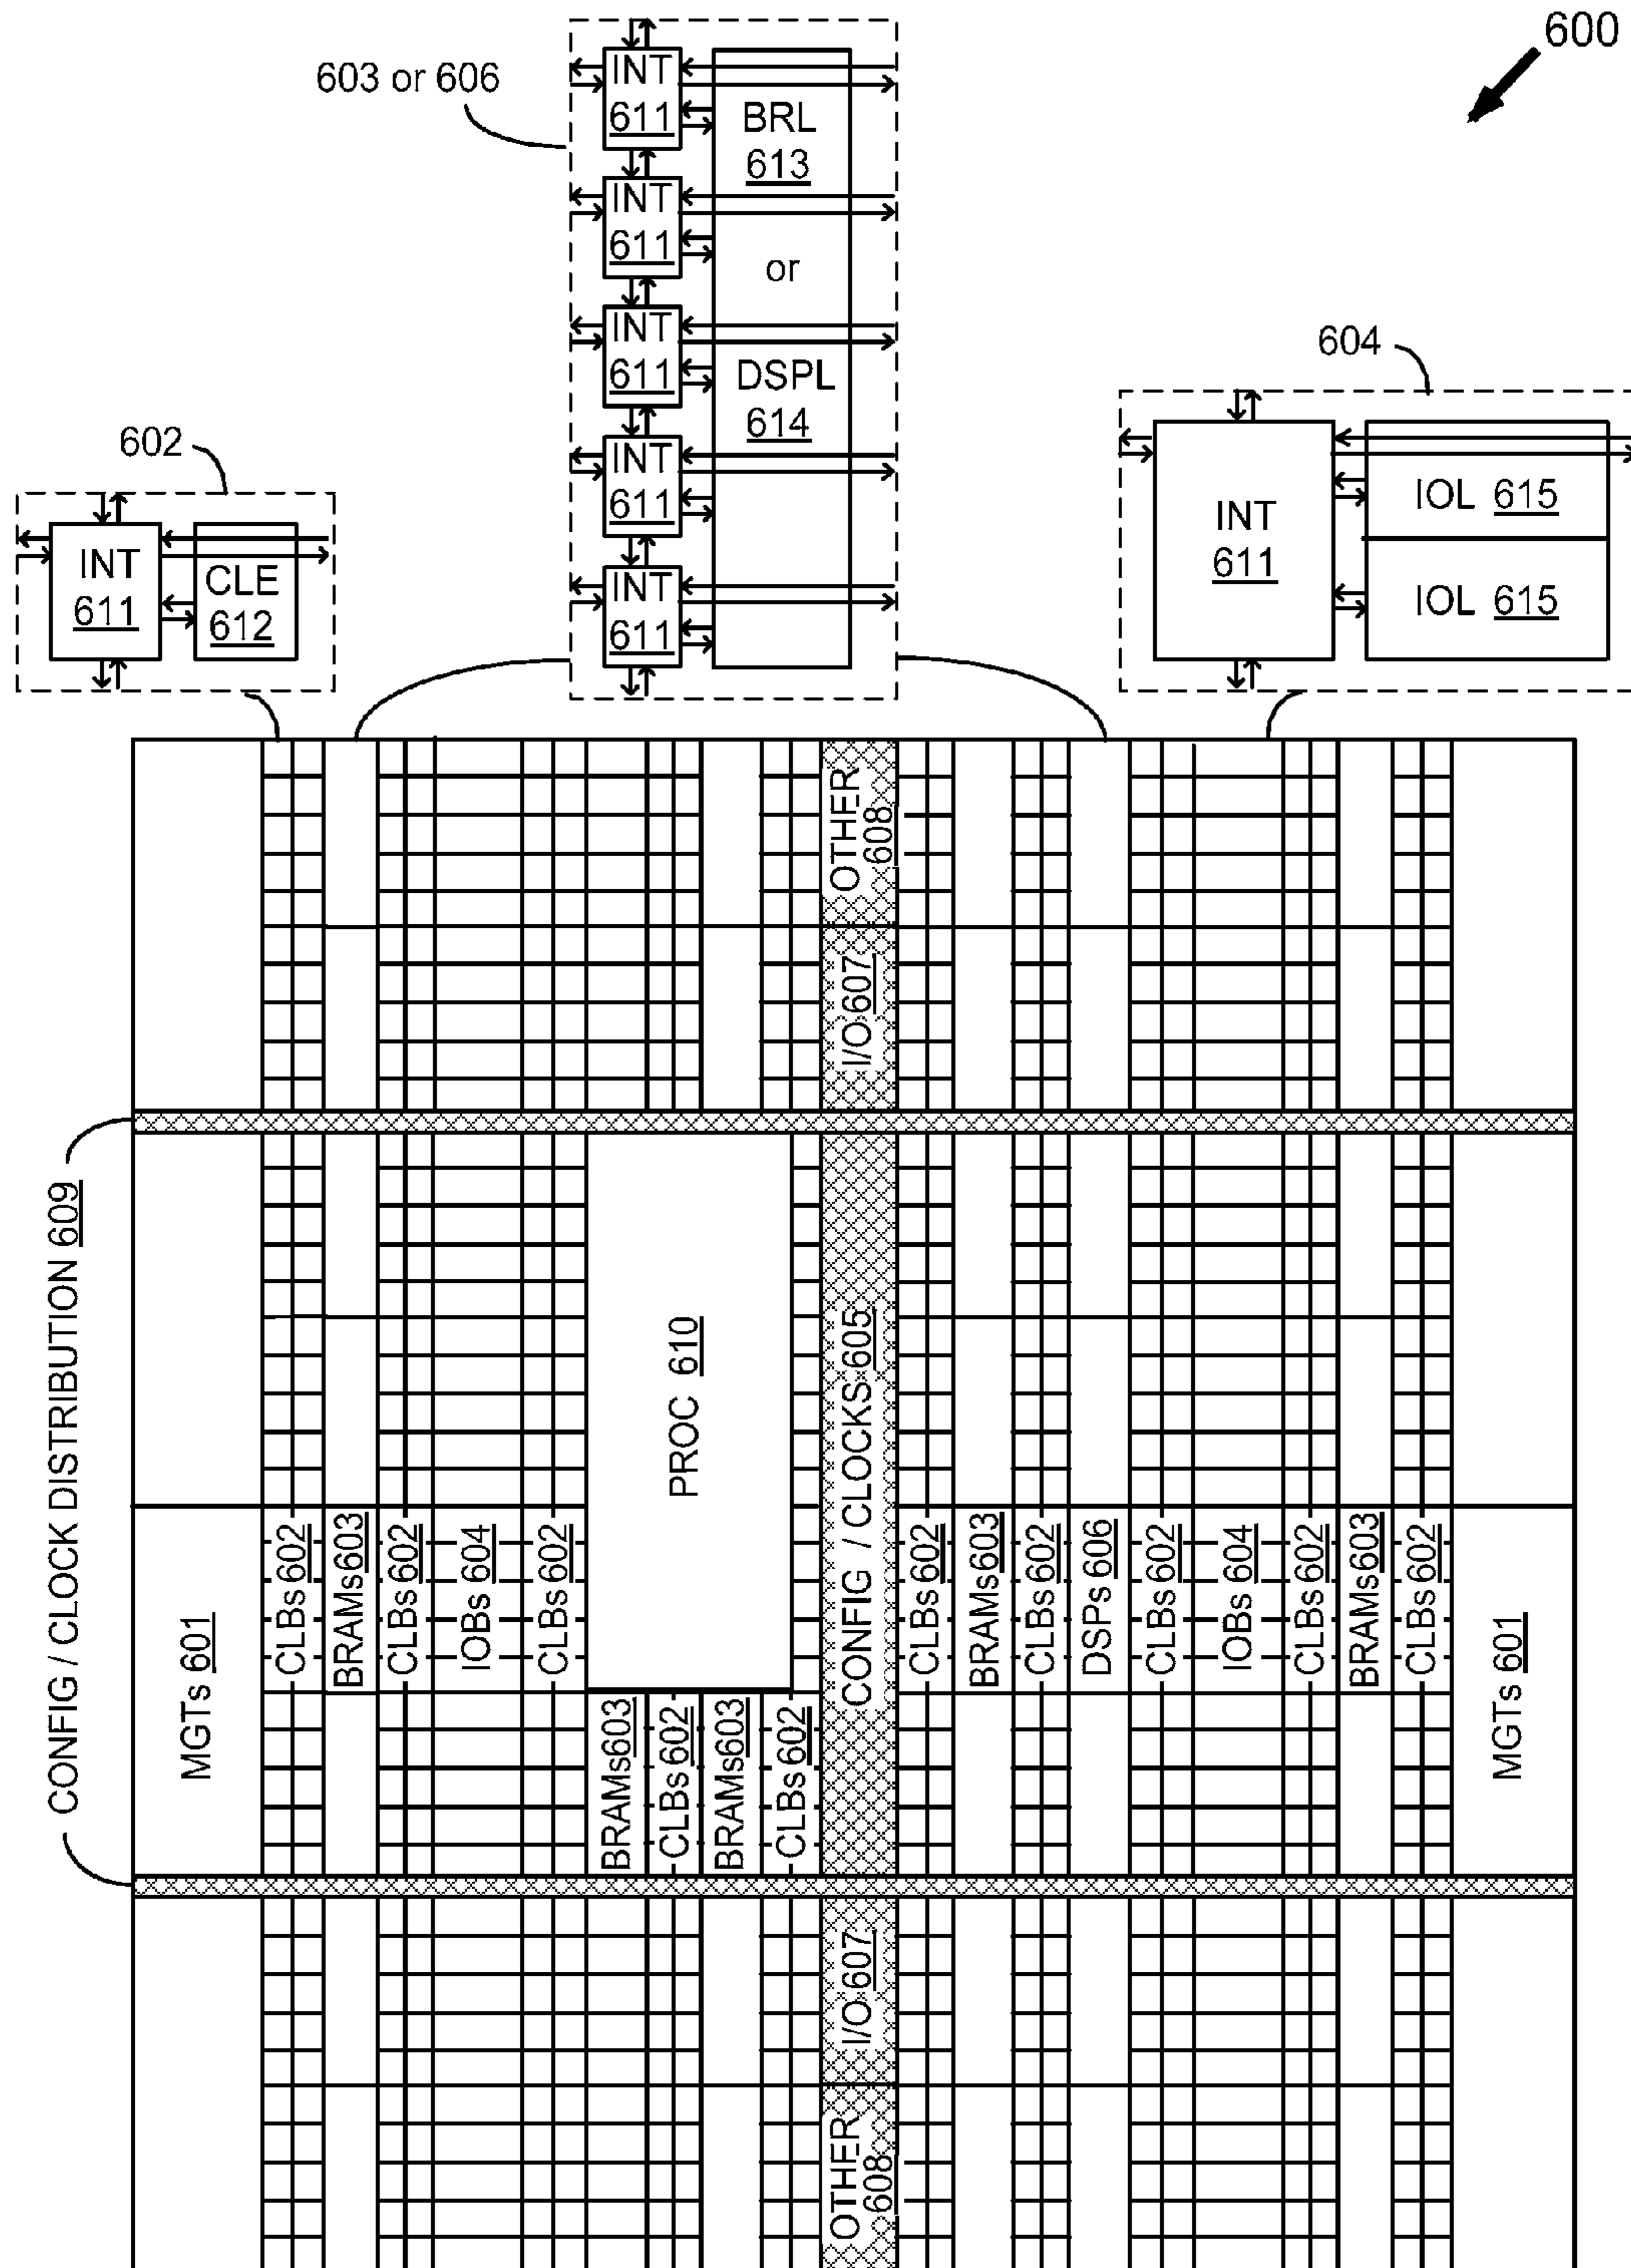 600
603 or 606
INT
611
BRL
613
INT
611
or
INT
611
DSPL
614
INT
611
INT
611
604
INT
611
IOL 615
IOL 615
602
INT
611
CLE
612
OTHER
608
I/O 607
CONFIG / CLOCK DISTRIBUTION 609
PROC 610
CONFIG / CLOCKS 605
MGTs 601
CLBs 602
BRAMs 603
CLBs 602
IOBs 604
CLBs 602
BRAMs 603
CLBs 602
BRAMs 603
CLBs 602
CLBs 602
BRAMs 603
CLBs 602
DSPs 606
CLBs 602
IOBs 604
CLBs 602
BRAMs 603
CLBs 602
MGTs 601
I/O 607
OTHER
608